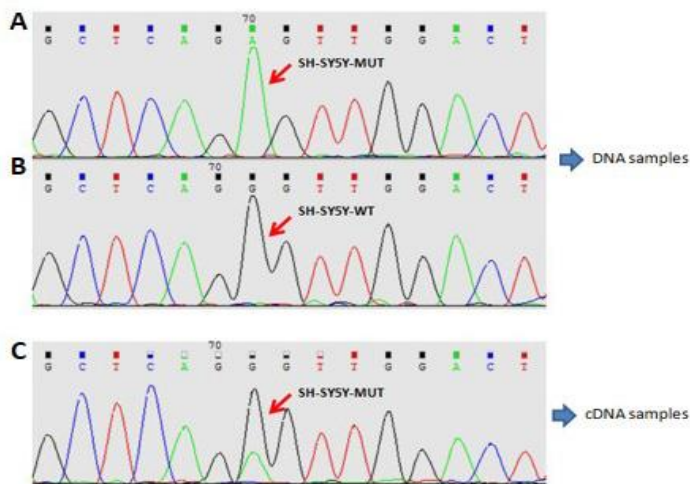 A
70
G C T C A G A G T T G G A C T
SH-SY5Y-MUT
DNA samples
B
70
G C T C A G G G T T G G A C T
SH-SY5Y-WT
C
70
G C T C A G G G T T G G A C T
SH-SY5Y-MUT
cDNA samples